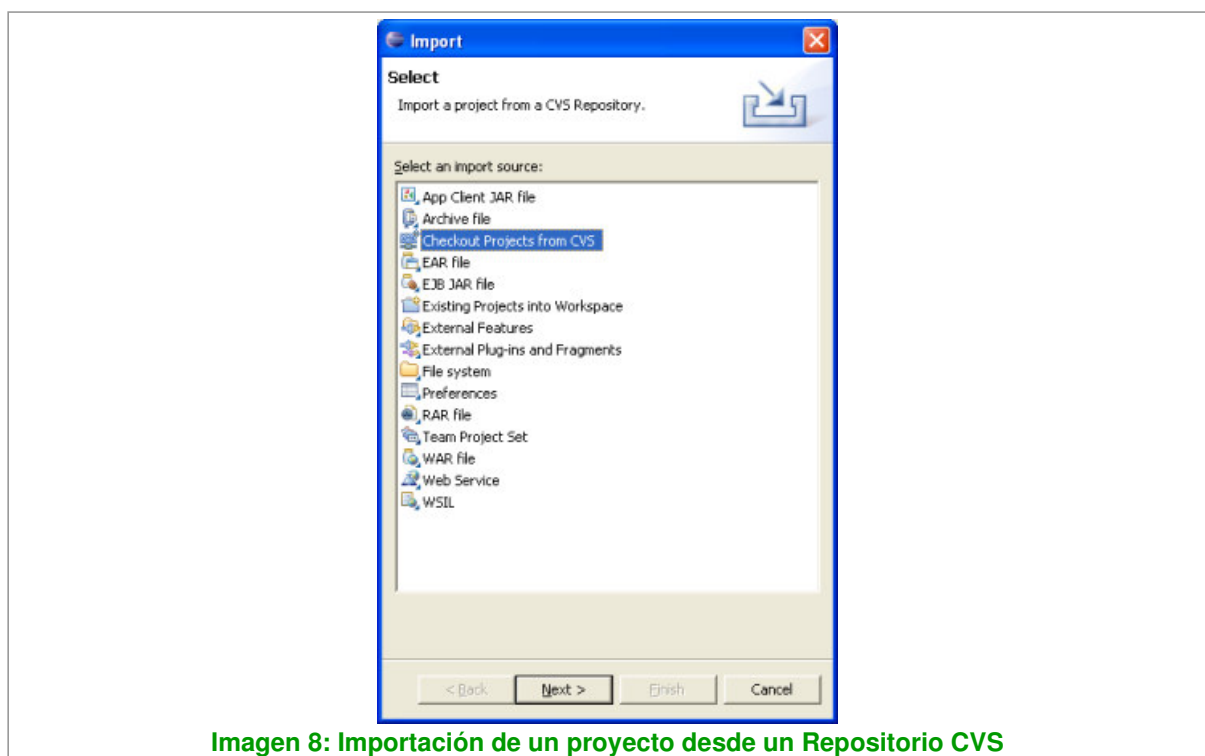 Import
Select
Import a project from a CVS Repository.
Select an import source:
App Client JAR file
Archive file
Checkout Projects from CVS
EAR file
EJB JAR file
Existing Projects into Workspace
External Features
External Plug-ins and Fragments
File system
Preferences
RAR file
Team Project Set
WAR file
Web Service
WSIL
< Back Next > Finish Cancel
Imagen 8: Importación de un proyecto desde un Repositorio CVS